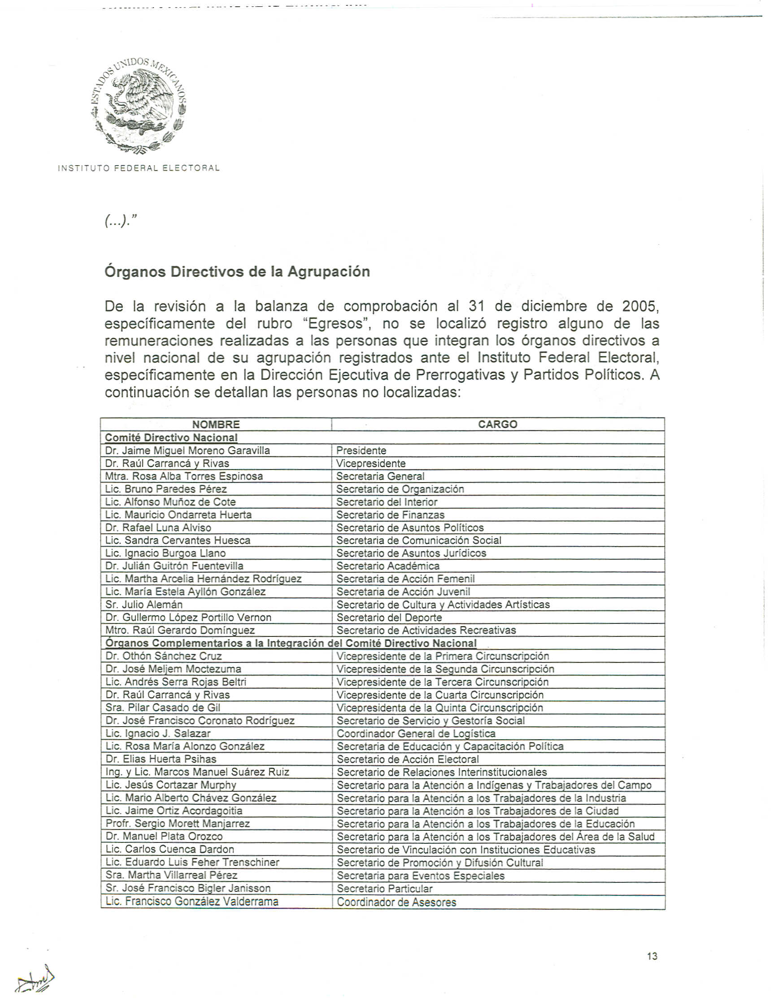 ESTADOS UNIDOS MEXICANOS
INSTITUTO FEDERAL ELECTORAL
(...).”
Órganos Directivos de la Agrupación
De la revisión a la balanza de comprobación al 31 de diciembre de 2005,
específicamente del rubro “Egresos”, no se localizó registro alguno de las
remuneraciones realizadas a las personas que integran los órganos directivos a
nivel nacional de su agrupación registrados ante el Instituto Federal Electoral,
específicamente en la Dirección Ejecutiva de Prerrogativas y Partidos Políticos. A
continuación se detallan las personas no localizadas:
NOMBRE CARGO
Comité Directivo Nacional
Dr. Jaime Miguel Moreno Garavilla Presidente
Dr. Raúl Carrancá y Rivas Vicepresidente
Mtra. Rosa Alba Torres Espinosa Secretaria General
Lic. Bruno Paredes Pérez Secretario de Organización
Lic. Alfonso Muñoz de Cote Secretario del Interior
Lic. Mauricio Ondarreta Huerta Secretario de Finanzas
Dr. Rafael Luna Alviso Secretario de Asuntos Políticos
Lic. Sandra Cervantes Huesca Secretaria de Comunicación Social
Lic. Ignacio Burgoa Llano Secretario de Asuntos Jurídicos
Dr. Julián Guitrón Fuentevilla Secretario Académica
Lic. Martha Arcelia Hernández Rodríguez Secretaria de Acción Femenil
Lic. María Estela Ayllón González Secretaria de Acción Juvenil
Sr. Julio Alemán Secretario de Cultura y Actividades Artísticas
Dr. Gullermo López Portillo Vernon Secretario del Deporte
Mtro. Raúl Gerardo Domínguez Secretario de Actividades Recreativas
Órganos Complementarios a la Integración del Comité Directivo Nacional
Dr. Othón Sánchez Cruz Vicepresidente de la Primera Circunscripción
Dr. José Meljem Moctezuma Vicepresidente de la Segunda Circunscripción
Lic. Andrés Serra Rojas Beltri Vicepresidente de la Tercera Circunscripción
Dr. Raúl Carrancá y Rivas Vicepresidente de la Cuarta Circunscripción
Sra. Pilar Casado de Gil Vicepresidenta de la Quinta Circunscripción
Dr. José Francisco Coronato Rodríguez Secretario de Servicio y Gestoría Social
Lic. Ignacio J. Salazar Coordinador General de Logística
Lic. Rosa María Alonzo González Secretaria de Educación y Capacitación Política
Dr. Elias Huerta Psihas Secretario de Acción Electoral
Ing. y Lic. Marcos Manuel Suárez Ruiz Secretario de Relaciones Interinstitucionales
Lic. Jesús Cortazar Murphy Secretario para la Atención a Indígenas y Trabajadores del Campo
Lic. Mario Alberto Chávez González Secretario para la Atención a los Trabajadores de la Industria
Lic. Jaime Ortiz Acordagoitia Secretario para la Atención a los Trabajadores de la Ciudad
Profr. Sergio Morett Manjarrez Secretario para la Atención a los Trabajadores de la Educación
Dr. Manuel Plata Orozco Secretario para la Atención a los Trabajadores del Área de la Salud
Lic. Carlos Cuenca Dardon Secretario de Vinculación con Instituciones Educativas
Lic. Eduardo Luis Feher Trenschiner Secretario de Promoción y Difusión Cultural
Sra. Martha Villarreal Pérez Secretaria para Eventos Especiales
Sr. José Francisco Bigler Janisson Secretario Particular
Lic. Francisco González Valderrama Coordinador de Asesores
13